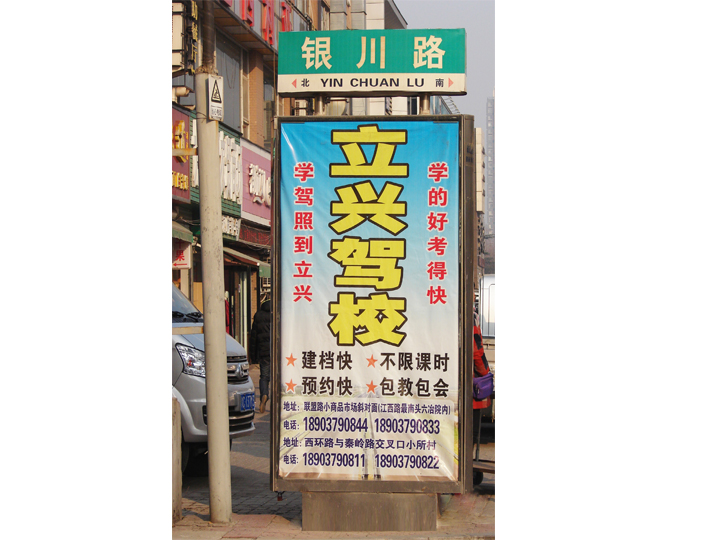 银川路
北 YIN CHUAN LU 南
立兴驾校
学的好考得快
学驾照到立兴
建档快 不限课时
预约快 包教包会
地址：联盟路小商品市场斜对面(江西路最南头六冶院内)
电话：18903790844 18903790833
地址：西环路与秦岭路交叉口小所村
电话：18903790811 18903790822